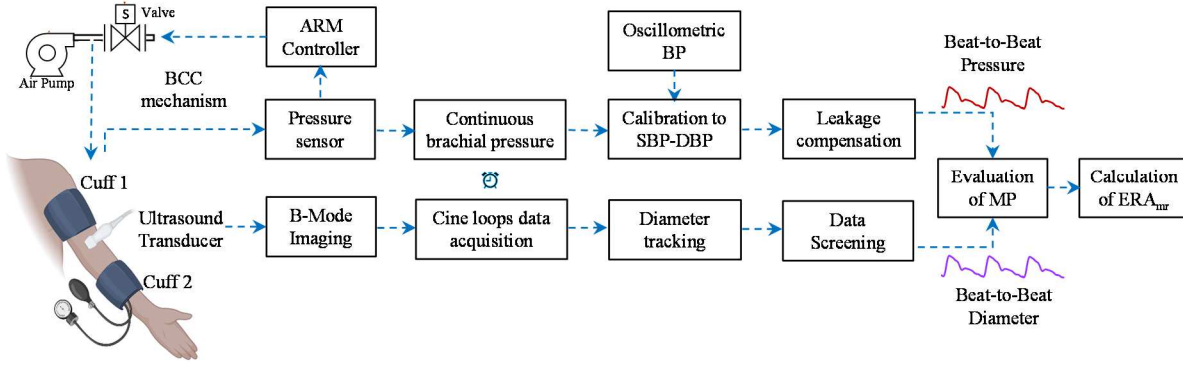 S
Valve
Air Pump
BCC
mechanism
ARM
Controller
Oscillometric
BP
Beat-to-Beat
Pressure
Pressure
sensor
Continuous
brachial pressure
Calibration to
SBP-DBP
Leakage
compensation
Evaluation
of MP
Calculation
of ERAmr
Cuff 1
Ultrasound
Transducer
B-Mode
Imaging
Cine loops data
acquisition
Diameter
tracking
Data
Screening
Cuff 2
Beat-to-Beat
Diameter